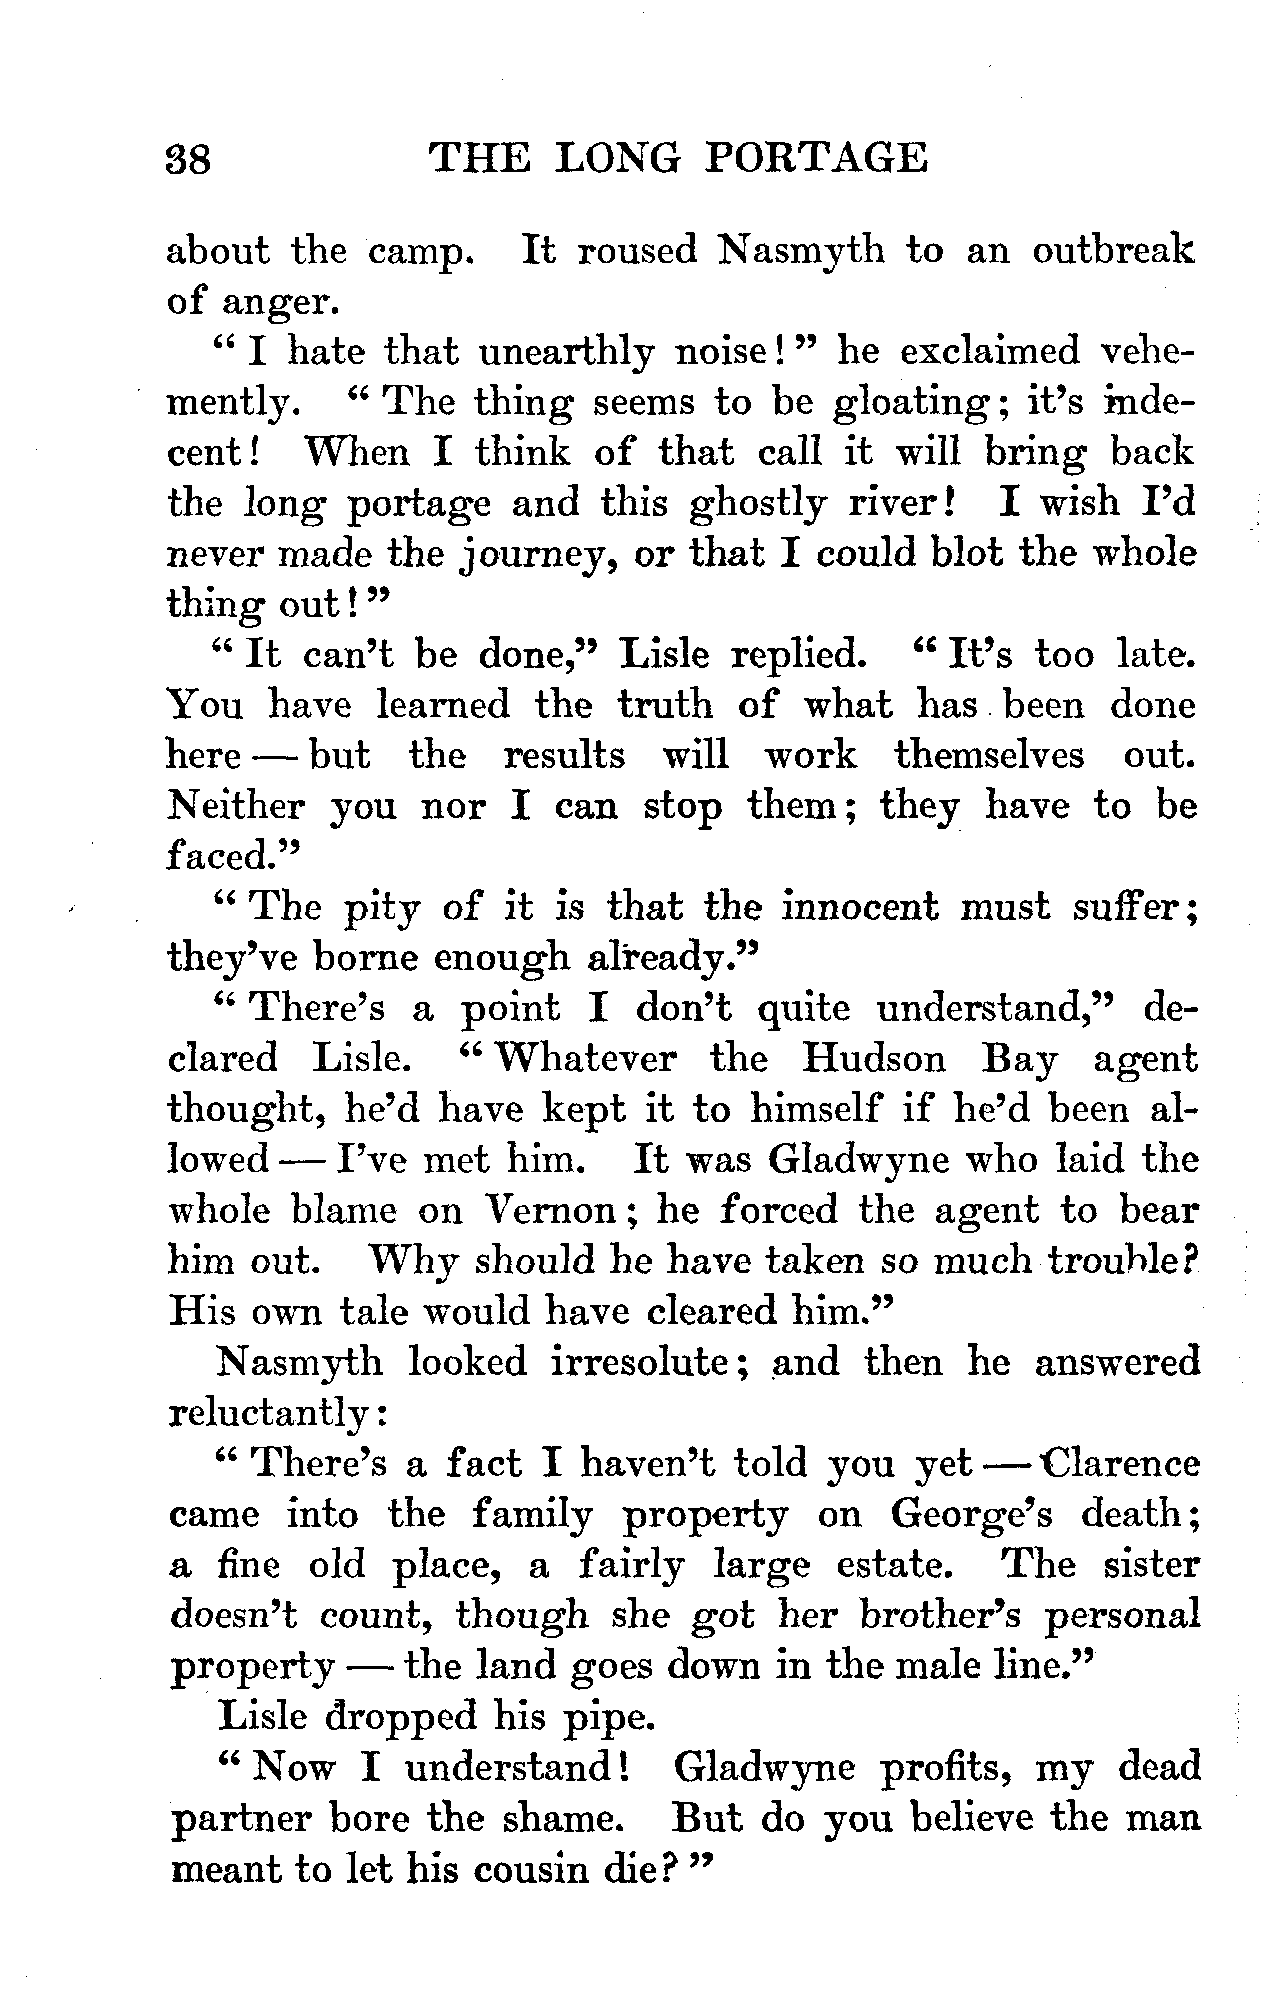 38 THE LONG PORTAGE
about the camp. It roused Nasmyth to an outbreak
of anger.
“ I hate that unearthly noise! ” he exclaimed vehe-
mently. “ The thing seems to be gloating; it’s inde-
cent! When I think of that call it will bring back
the long portage and this ghostly river! I wish I’d
never made the journey, or that I could blot the whole
thing out! ”
“ It can’t be done,” Lisle replied. “ It’s too late.
You have learned the truth of what has been done
here — but the results will work themselves out.
Neither you nor I can stop them; they have to be
faced.”
“ The pity of it is that the innocent must suffer;
they’ve borne enough already.”
“ There’s a point I don’t quite understand,” de-
clared Lisle. “ Whatever the Hudson Bay agent
thought, he’d have kept it to himself if he’d been al-
lowed — I’ve met him. It was Gladwyne who laid the
whole blame on Vernon; he forced the agent to bear
him out. Why should he have taken so much trouble?
His own tale would have cleared him.”
Nasmyth looked irresolute; and then he answered
reluctantly:
“ There’s a fact I haven’t told you yet — Clarence
came into the family property on George’s death;
a fine old place, a fairly large estate. The sister
doesn’t count, though she got her brother’s personal
property — the land goes down in the male line.”
Lisle dropped his pipe.
“ Now I understand! Gladwyne profits, my dead
partner bore the shame. But do you believe the man
meant to let his cousin die? ”